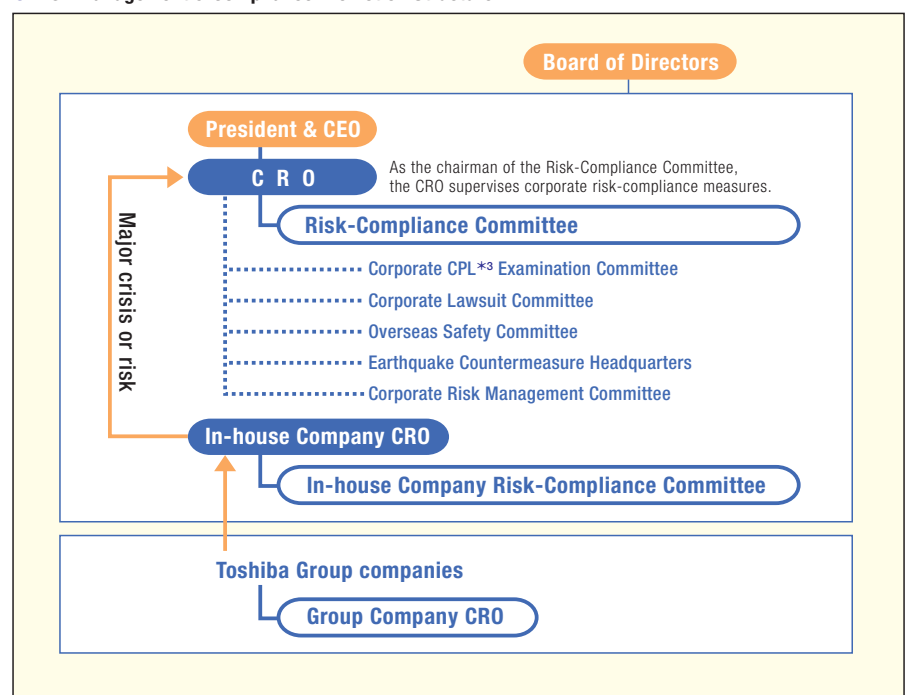 Board of Directors
President & CEO
C R O
As the chairman of the Risk-Compliance Committee,
the CRO supervises corporate risk-compliance measures.
Risk-Compliance Committee
Major crisis or risk
Corporate CPL*3 Examination Committee
Corporate Lawsuit Committee
Overseas Safety Committee
Earthquake Countermeasure Headquarters
Corporate Risk Management Committee
In-house Company CRO
In-house Company Risk-Compliance Committee
Toshiba Group companies
Group Company CRO